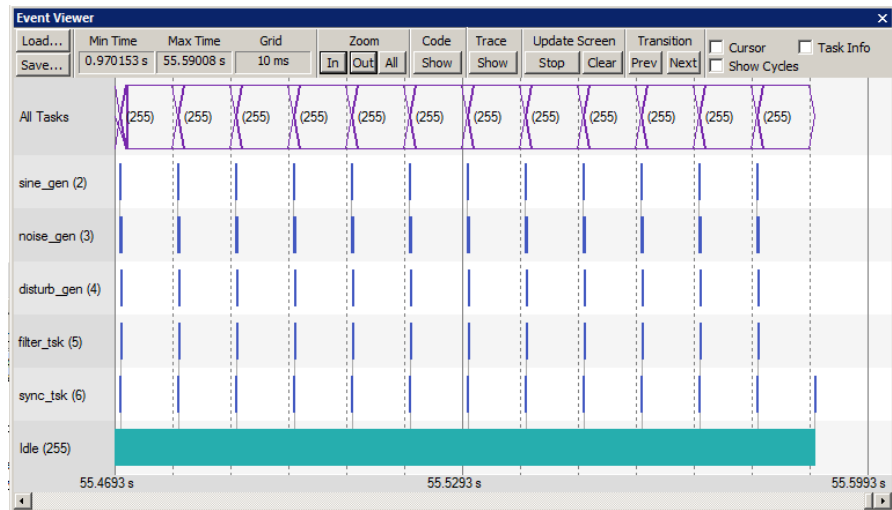 Event Viewer
Load... Min Time Max Time Grid Zoom Code Trace Update Screen Transition Cursor Task Info
Save... 0.970153 s 55.59008 s 10 ms In Out All Show Show Stop Clear Prev Next Show Cycles
All Tasks (255) (255) (255) (255) (255) (255) (255) (255) (255) (255) (255) (255)
sine_gen (2)
noise_gen (3)
disturb_gen (4)
filter_tsk (5)
sync_tsk (6)
Idle (255)
55.4693 s 55.5293 s 55.5993 s